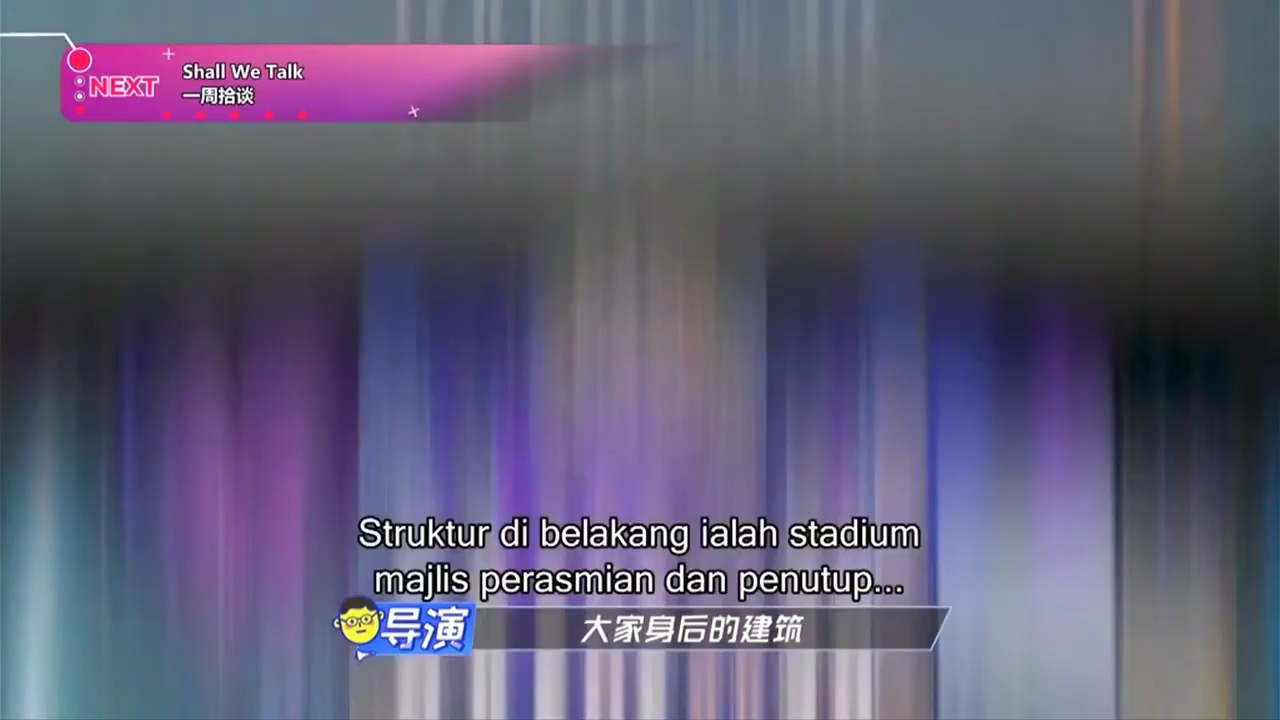 NEXT
Shall We Talk
一周拾谈
Struktur di belakang ialah stadium
majlis perasmian dan penutup...
导演
大家身后的建筑